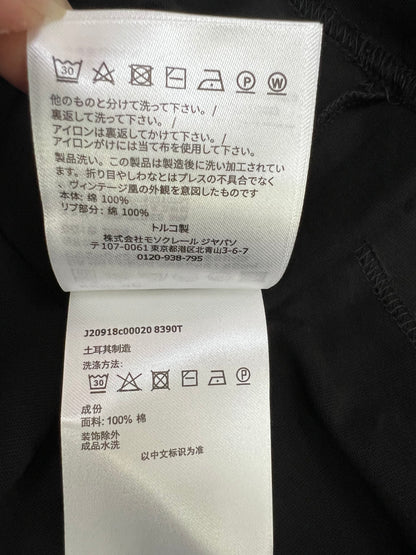 30 P W
他のものと分けて洗って下さい。/
裏返して洗って下さい。/
アイロンは裏返してかけて下さい。/
アイロンがけには当て布を使用して下さい。
製品洗い。この製品は製造後に洗い加工されてい
ます。折り目やしわなとはプレスの不具合でなく
、ヴィンテージ風の外観を意図したものです
本体: 綿 100%
リブ部分: 綿 100%
トルコ製
株式会社モソクレール ジヤパソ
〒107-0061 東京都港区北青山3-6-7
0120-938-795
J20918c00020 8390T
土耳其制造
洗涤方法:
30 P
成份
面料: 100% 棉
装饰除外
成品水洗
以中文标识为准